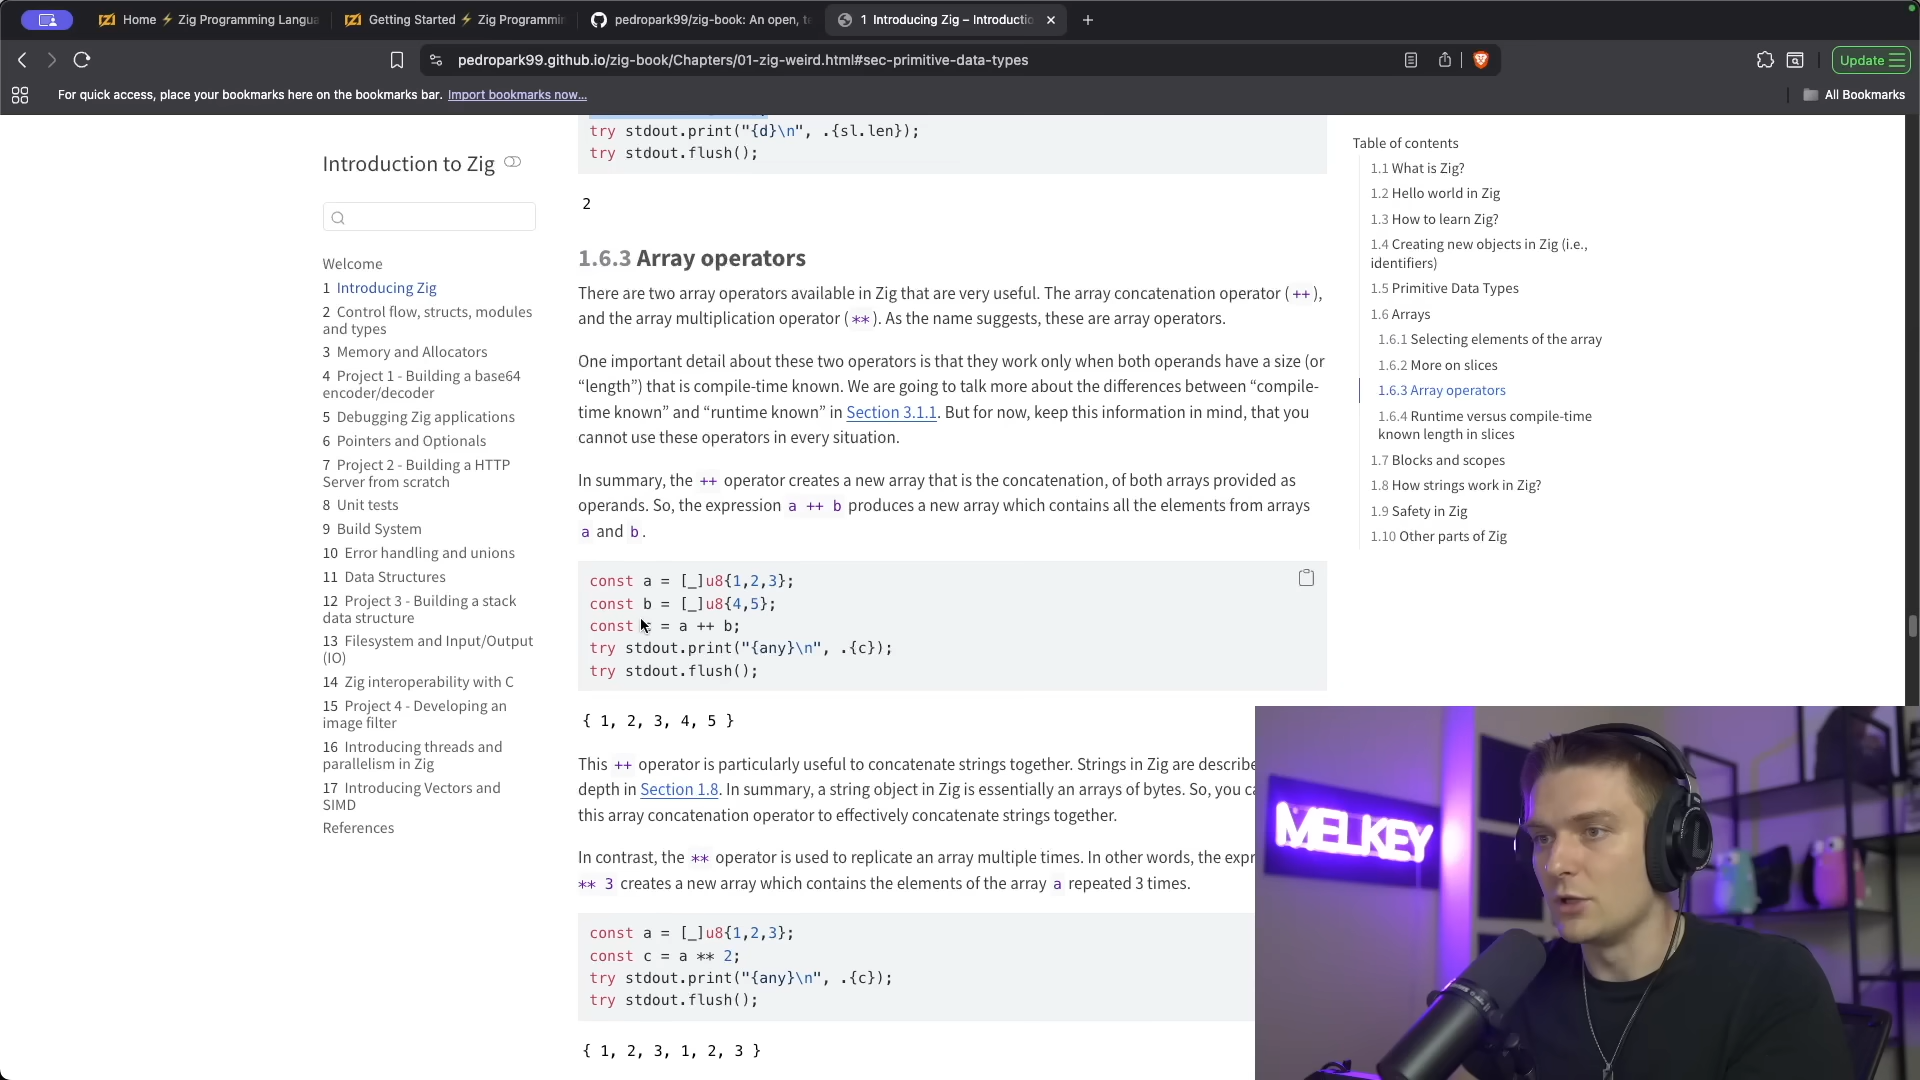 Home ⚡ Zig Programming Langua
Getting Started ⚡ Zig Programmin
pedropark99/zig-book: An open, te
1 Introducing Zig – Introductio
pedropark99.github.io/zig-book/Chapters/01-zig-weird.html#sec-primitive-data-types
Update
For quick access, place your bookmarks here on the bookmarks bar. Import bookmarks now...
All Bookmarks
Introduction to Zig
Welcome
1 Introducing Zig
2 Control flow, structs, modules
and types
3 Memory and Allocators
4 Project 1 - Building a base64
encoder/decoder
5 Debugging Zig applications
6 Pointers and Optionals
7 Project 2 - Building a HTTP
Server from scratch
8 Unit tests
9 Build System
10 Error handling and unions
11 Data Structures
12 Project 3 - Building a stack
data structure
13 Filesystem and Input/Output
(IO)
14 Zig interoperability with C
15 Project 4 - Developing an
image filter
16 Introducing threads and
parallelism in Zig
17 Introducing Vectors and
SIMD
References
try stdout.print("{d}\n", .{sl.len});
try stdout.flush();
2
1.6.3 Array operators
There are two array operators available in Zig that are very useful. The array concatenation operator (++),
and the array multiplication operator (**). As the name suggests, these are array operators.
One important detail about these two operators is that they work only when both operands have a size (or
“length”) that is compile-time known. We are going to talk more about the differences between “compile-
time known” and “runtime known” in Section 3.1.1. But for now, keep this information in mind, that you
cannot use these operators in every situation.
In summary, the ++ operator creates a new array that is the concatenation, of both arrays provided as
operands. So, the expression a ++ b produces a new array which contains all the elements from arrays
a and b.
const a = [_]u8{1,2,3};
const b = [_]u8{4,5};
const = a ++ b;
try stdout.print("{any}\n", .{c});
try stdout.flush();
{ 1, 2, 3, 4, 5 }
This ++ operator is particularly useful to concatenate strings together. Strings in Zig are describe
depth in Section 1.8. In summary, a string object in Zig is essentially an arrays of bytes. So, you ca
this array concatenation operator to effectively concatenate strings together.
In contrast, the ** operator is used to replicate an array multiple times. In other words, the expr
** 3 creates a new array which contains the elements of the array a repeated 3 times.
const a = [_]u8{1,2,3};
const c = a ** 2;
try stdout.print("{any}\n", .{c});
try stdout.flush();
{ 1, 2, 3, 1, 2, 3 }
Table of contents
1.1 What is Zig?
1.2 Hello world in Zig
1.3 How to learn Zig?
1.4 Creating new objects in Zig (i.e.,
identifiers)
1.5 Primitive Data Types
1.6 Arrays
1.6.1 Selecting elements of the array
1.6.2 More on slices
1.6.3 Array operators
1.6.4 Runtime versus compile-time
known length in slices
1.7 Blocks and scopes
1.8 How strings work in Zig?
1.9 Safety in Zig
1.10 Other parts of Zig
MELKEY